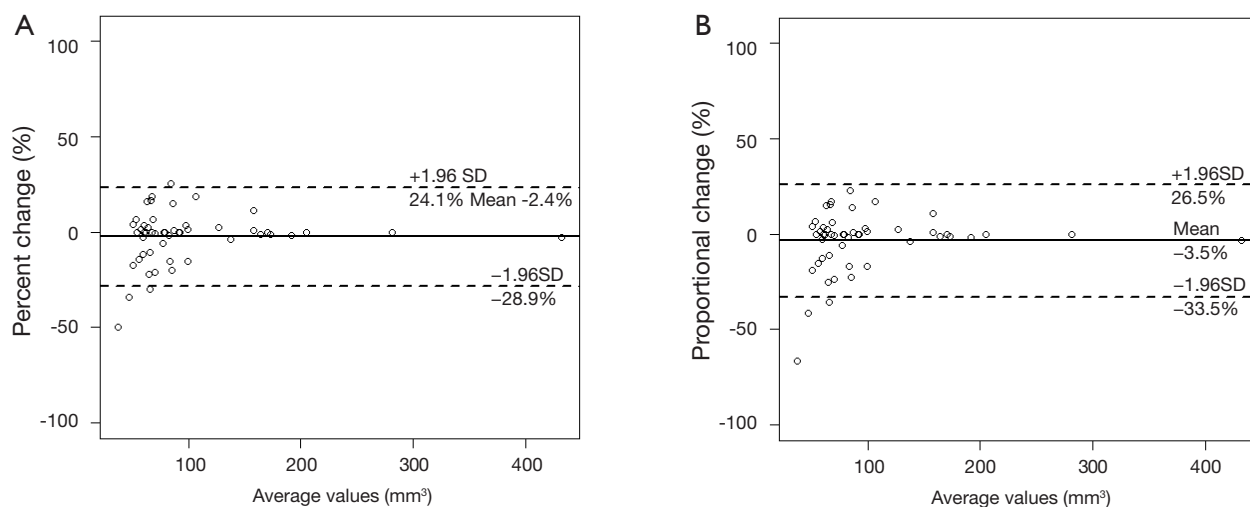 A
Percent change (%)
100
50
0
-50
-100
+1.96 SD
24.1% Mean -2.4%
−1.96SD
−28.9%
100
200
300
400
Average values (mm³)
B
Proportional change (%)
100
50
0
-50
-100
+1.96SD
26.5%
Mean
−3.5%
−1.96SD
−33.5%
100
200
300
400
Average values (mm³)